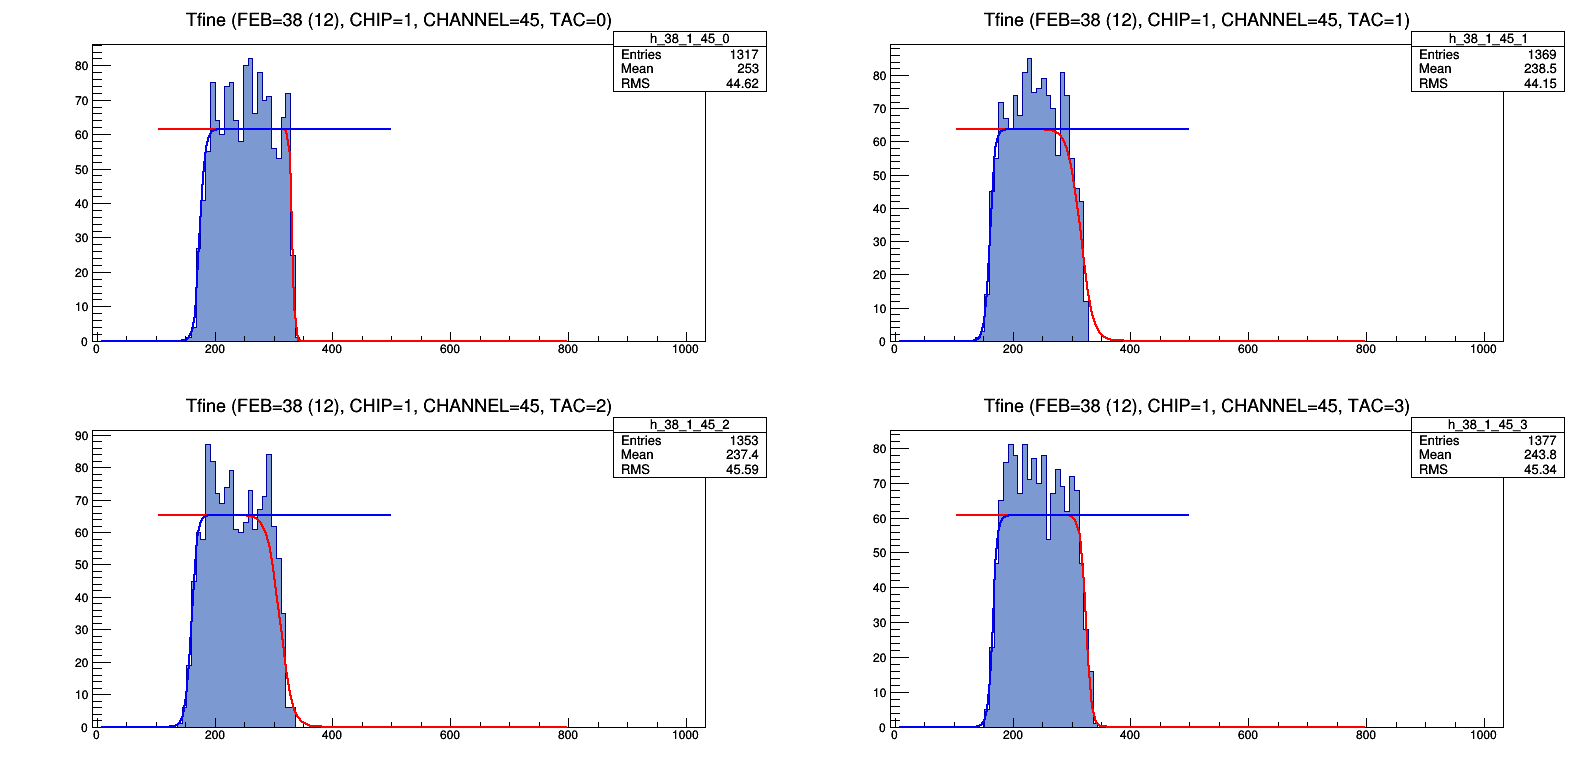 Tfine (FEB=38 (12), CHIP=1, CHANNEL=45, TAC=0)
h_38_1_45_0
Entries 1317
Mean 253
RMS 44.62
80
70
60
50
40
30
20
10
0
0 200 400 600 800 1000
Tfine (FEB=38 (12), CHIP=1, CHANNEL=45, TAC=1)
h_38_1_45_1
Entries 1369
Mean 238.5
RMS 44.15
80
70
60
50
40
30
20
10
0
0 200 400 600 800 1000
Tfine (FEB=38 (12), CHIP=1, CHANNEL=45, TAC=2)
h_38_1_45_2
Entries 1353
Mean 237.4
RMS 45.59
90
80
70
60
50
40
30
20
10
0
0 200 400 600 800 1000
Tfine (FEB=38 (12), CHIP=1, CHANNEL=45, TAC=3)
h_38_1_45_3
Entries 1377
Mean 243.8
RMS 45.34
80
70
60
50
40
30
20
10
0
0 200 400 600 800 1000